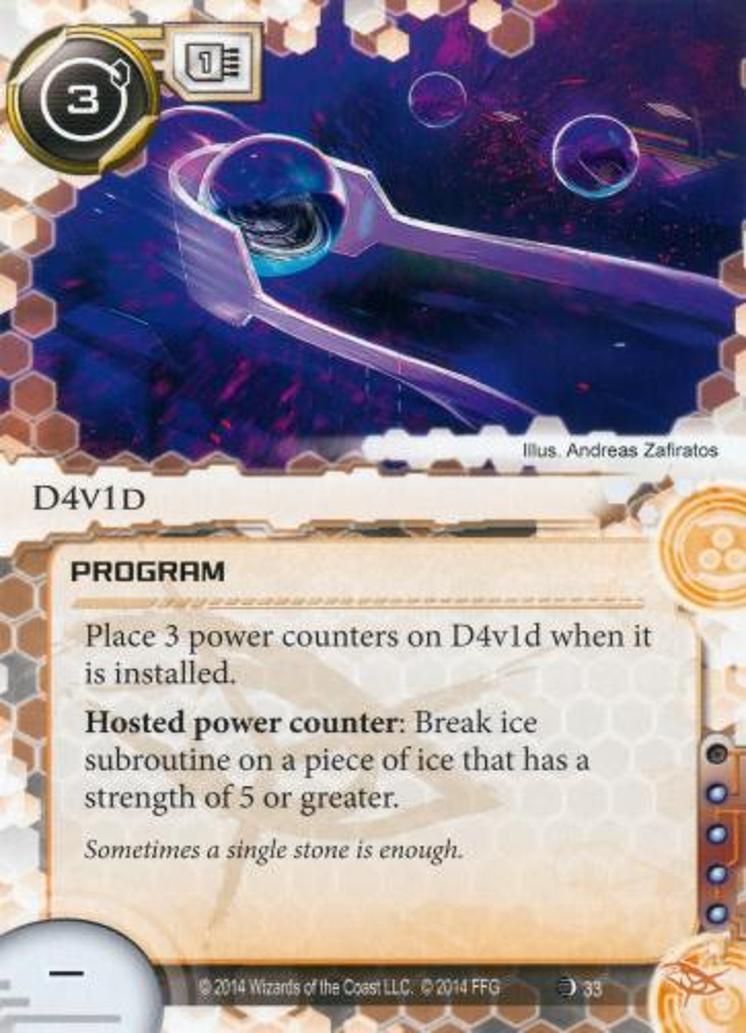 3
1
Illus. Andreas Zafiratos
D4v1d
PROGRAM
Place 3 power counters on D4v1d when it
is installed.
Hosted power counter: Break ice
subroutine on a piece of ice that has a
strength of 5 or greater.
Sometimes a single stone is enough.
–
© 2014 Wizards of the Coast LLC. © 2014 FFG 33